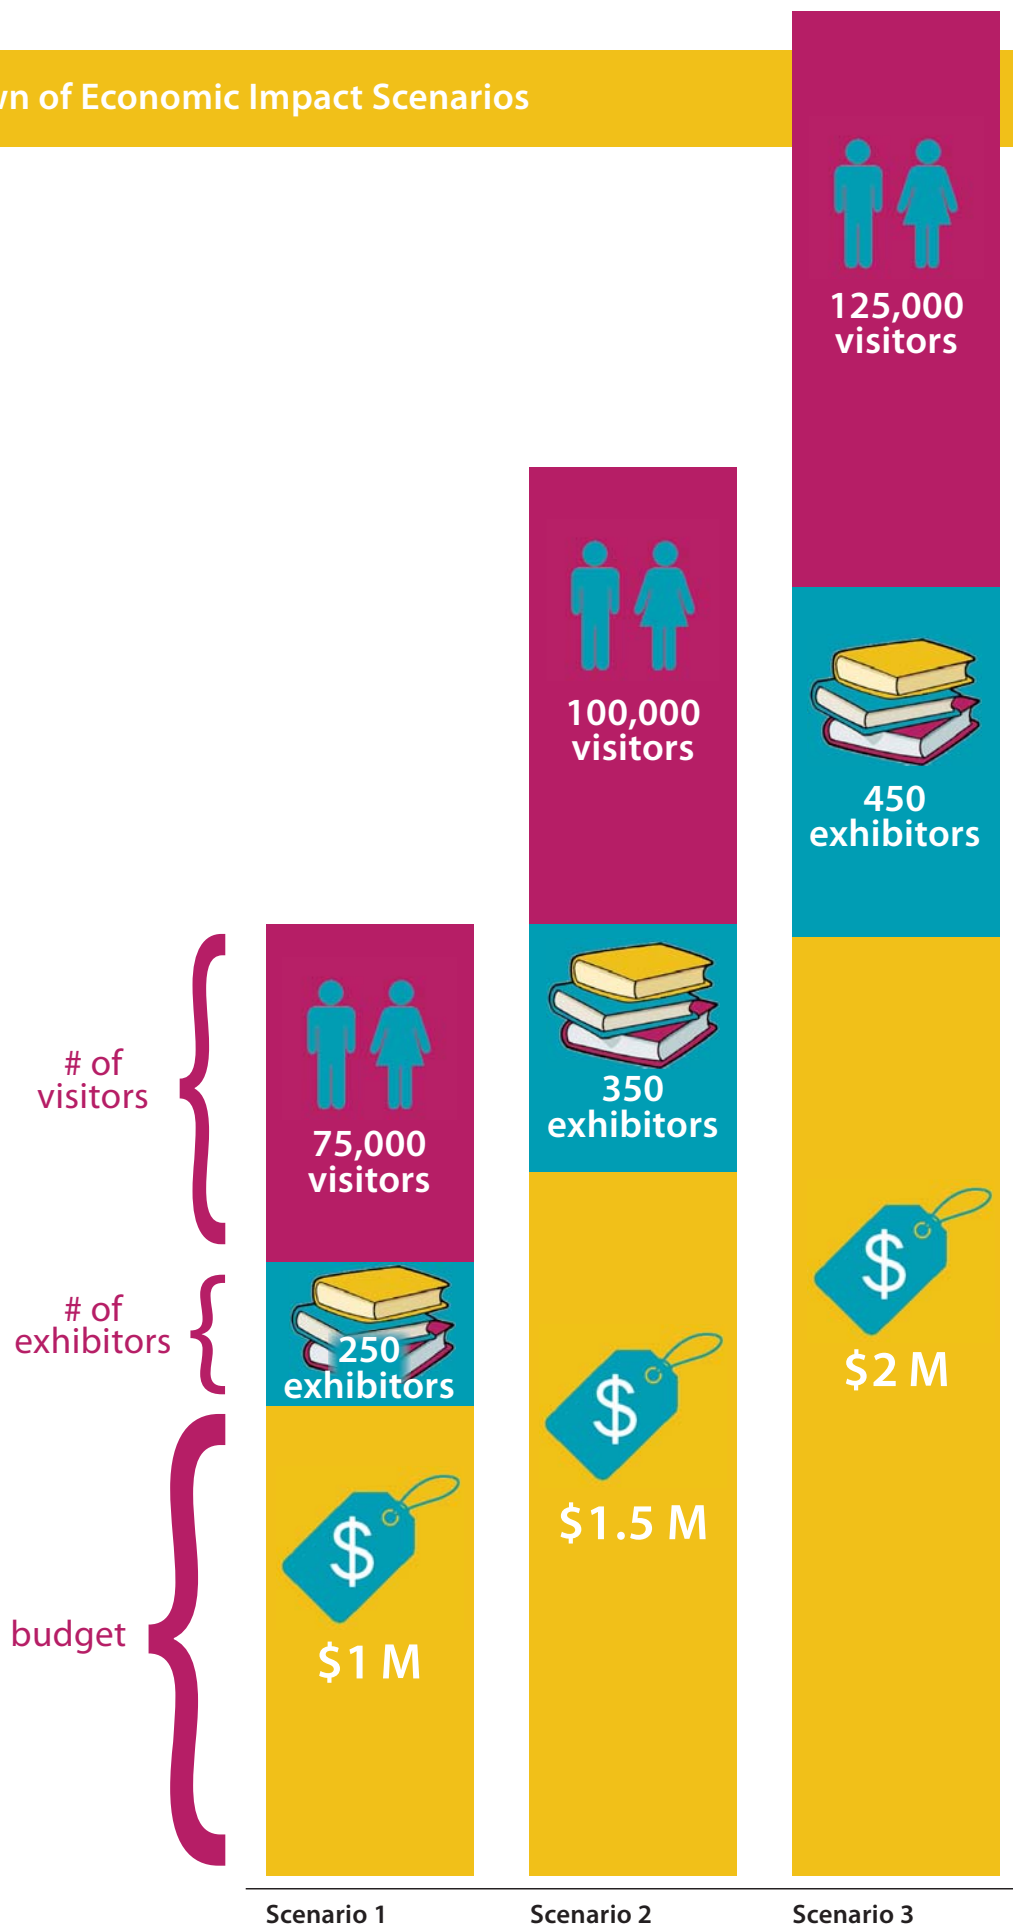 of Economic Impact Scenarios
125,000
visitors
450
exhibitors
$2 M
100,000
visitors
350
exhibitors
$1.5 M
# of
visitors
75,000
visitors
# of
exhibitors
250
exhibitors
budget
$1 M
Scenario 1
Scenario 2
Scenario 3